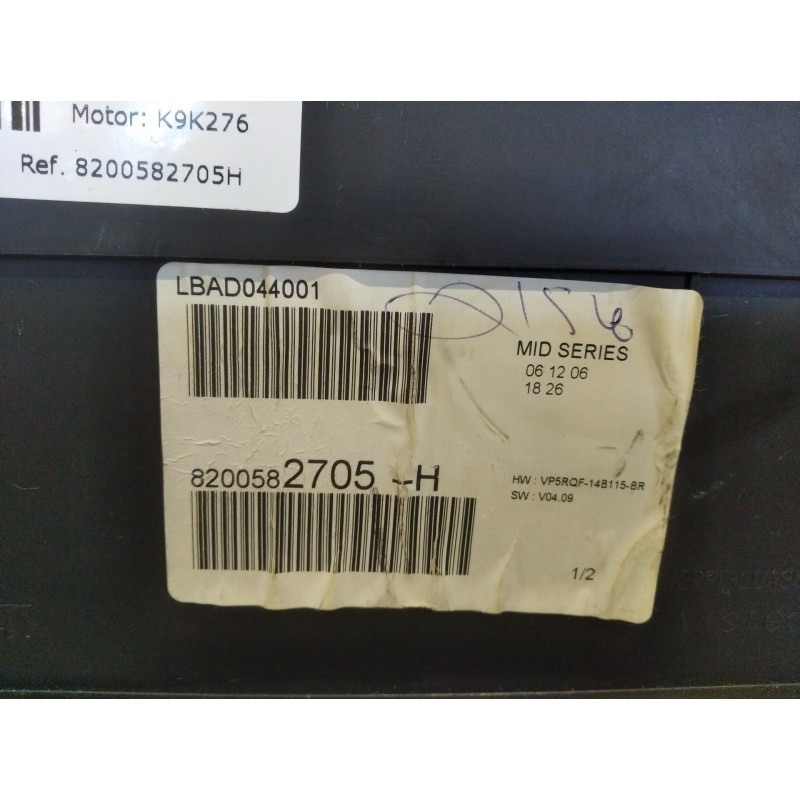 Motor: K9K276
Ref. 8200582705H
LBAD044001
156
MID SERIES
06 12 06
18 26
8200582705 --H
HW : VP5RQF-14B115-BR
SW : V04.09
1/2